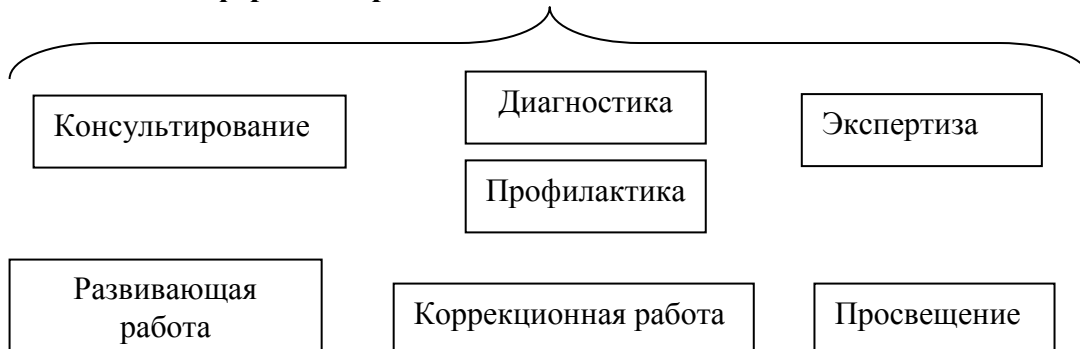 Диагностика
Консультирование
Экспертиза
Профилактика
Развивающая
работа
Коррекционная работа
Просвещение